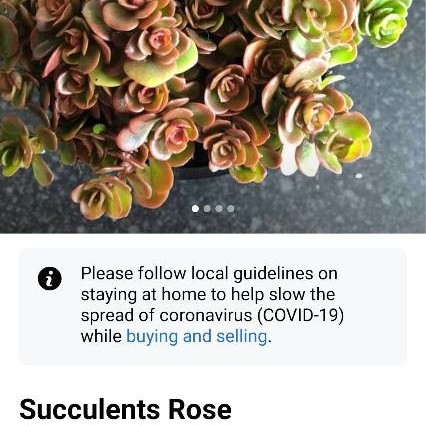 Please follow local guidelines on
staying at home to help slow the
spread of coronavirus (COVID-19)
while buying and selling.
Succulents Rose